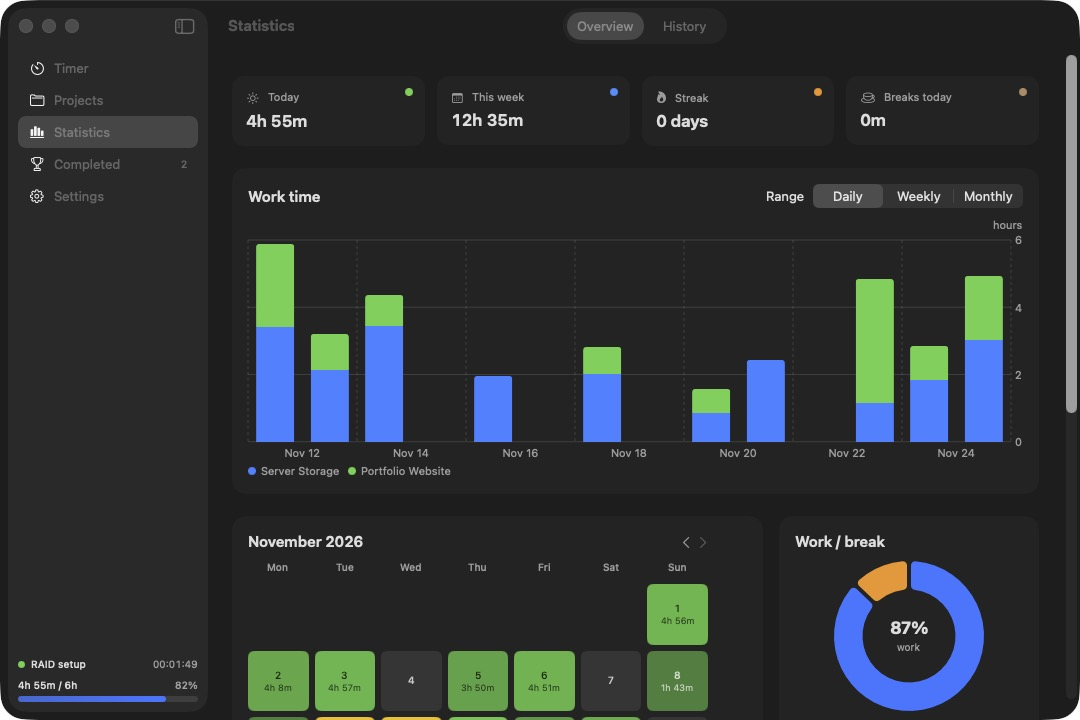 Statistics
Overview
History
Timer
Projects
Statistics
Completed 2
Settings
Today
4h 55m
This week
12h 35m
Streak
0 days
Breaks today
0m
Work time
Range Daily Weekly Monthly
hours
6
4
2
0
Nov 12 Nov 14 Nov 16 Nov 18 Nov 20 Nov 22 Nov 24
Server Storage Portfolio Website
November 2026
Mon Tue Wed Thu Fri Sat Sun
1
4h 56m
2
4h 8m
3
4h 57m
4
5
3h 50m
6
4h 51m
7
8
1h 43m
Work / break
87%
work
RAID setup 00:01:49
4h 55m / 6h 82%